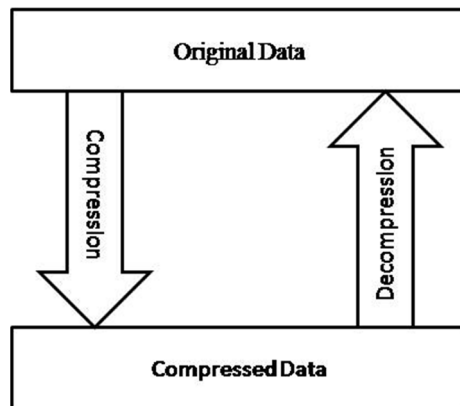 Original Data
Compression
Decompression
Compressed Data